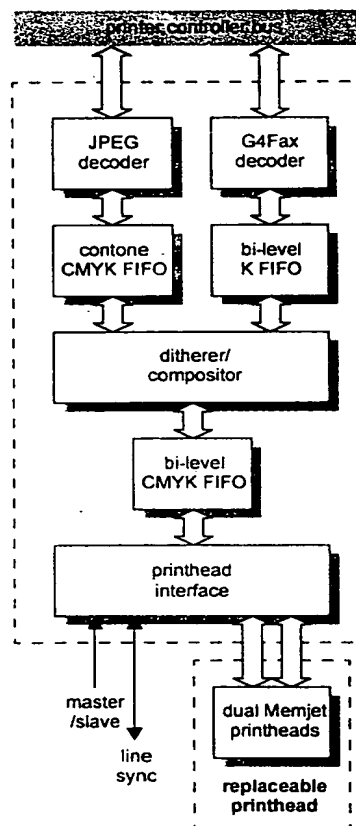 printer controller bus
JPEG
decoder
G4Fax
decoder
contone
CMYK FIFO
bi-level
K FIFO
ditherer/
compositor
bi-level
CMYK FIFO
printhead
interface
master
/slave
line
sync
dual Memjet
printheads
replaceable
printhead